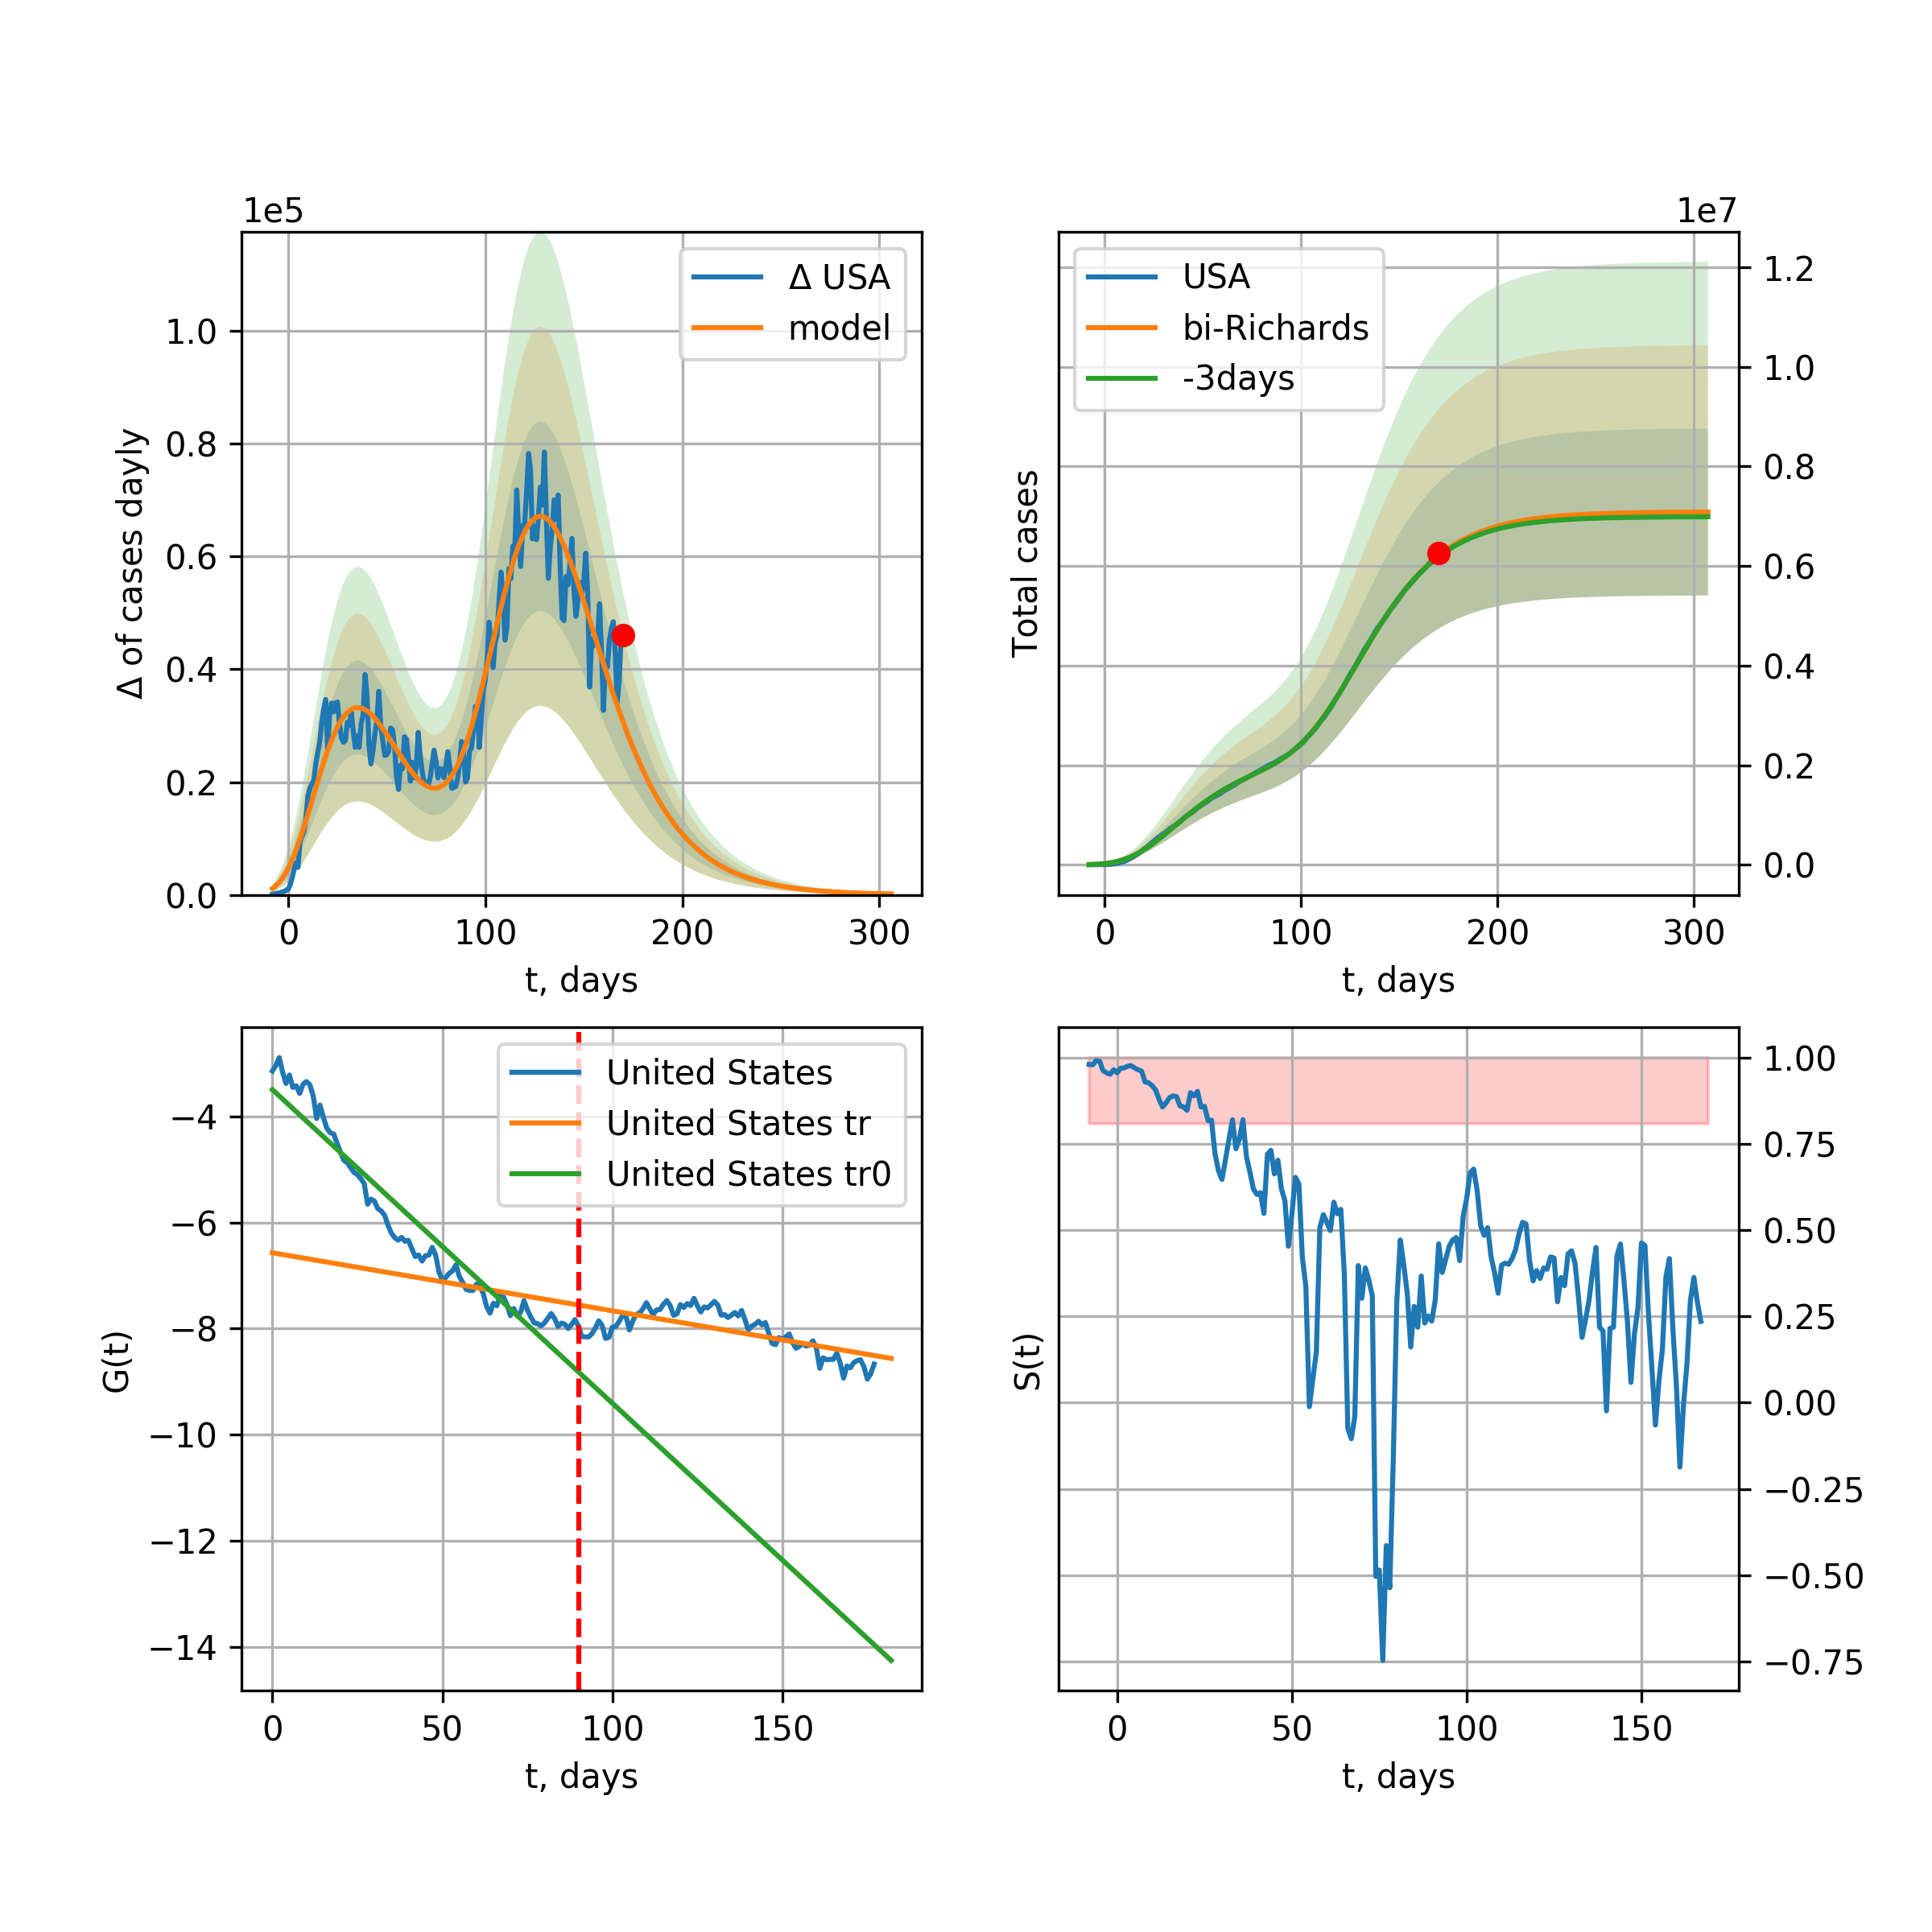 1e5
Δ USA
model
Δ of cases dayly
1.0
0.8
0.6
0.4
0.2
0.0
0 100 200 300
t, days
1e7
USA
bi-Richards
-3days
Total cases
1.2
1.0
0.8
0.6
0.4
0.2
0.0
0 100 200 300
t, days
United States
United States tr
United States tr0
G(t)
−4
−6
−8
−10
−12
−14
0 50 100 150
t, days
S(t)
1.00
0.75
0.50
0.25
0.00
−0.25
−0.50
−0.75
0 50 100 150
t, days